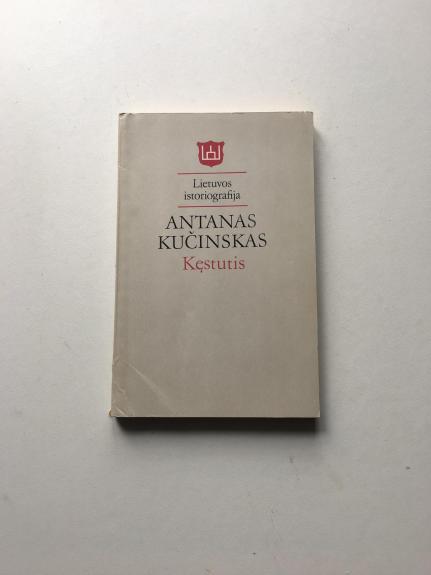 Lietuvos
istoriografija
ANTANAS
KUČINSKAS
Kęstutis